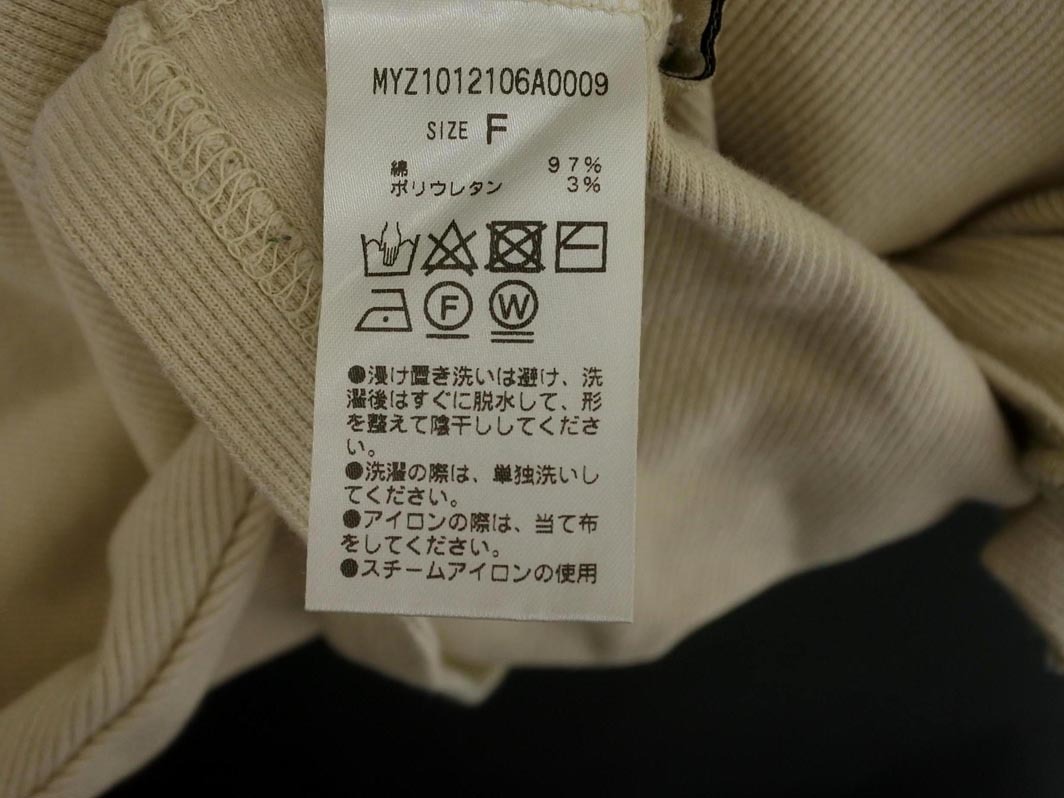 MYZ1012106A0009
SIZE F
綿 97%
ポリウレタン 3%
F W
●浸け置き洗いは避け、洗
濯後はすぐに脱水して、形
を整えて陰干ししてくださ
い。
●洗濯の際は、単独洗いし
てください。
●アイロンの際は、当て布
をしてください。
●スチームアイロンの使用